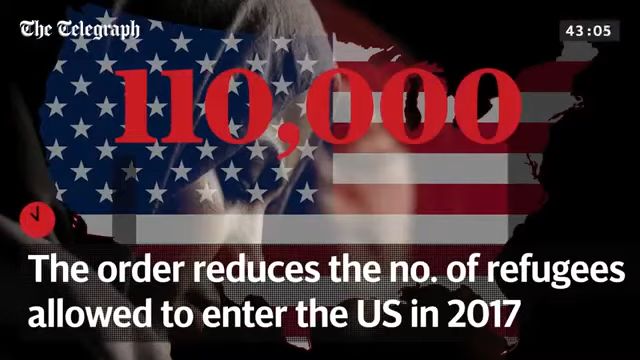 The Telegraph
43:05
110,000
The order reduces the no. of refugees
allowed to enter the US in 2017